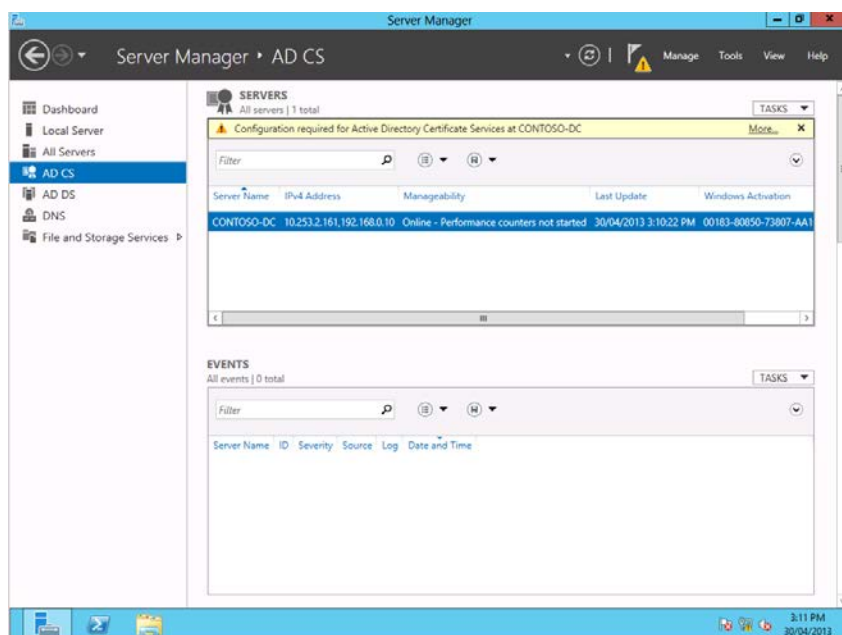 Server Manager
Server Manager • AD CS
Manage Tools View Help
Dashboard
Local Server
All Servers
AD CS
AD DS
DNS
File and Storage Services
SERVERS
All servers | 1 total
TASKS
Configuration required for Active Directory Certificate Services at CONTOSO-DC
More...
Filter
Server Name IPv4 Address Manageability Last Update Windows Activation
CONTOSO-DC 10.253.2.161,192.168.0.10 Online - Performance counters not started 30/04/2013 3:10:22 PM 00183-80850-73807-AA1
EVENTS
All events | 0 total
TASKS
Filter
Server Name ID Severity Source Log Date and Time
3:11 PM
30/04/2013